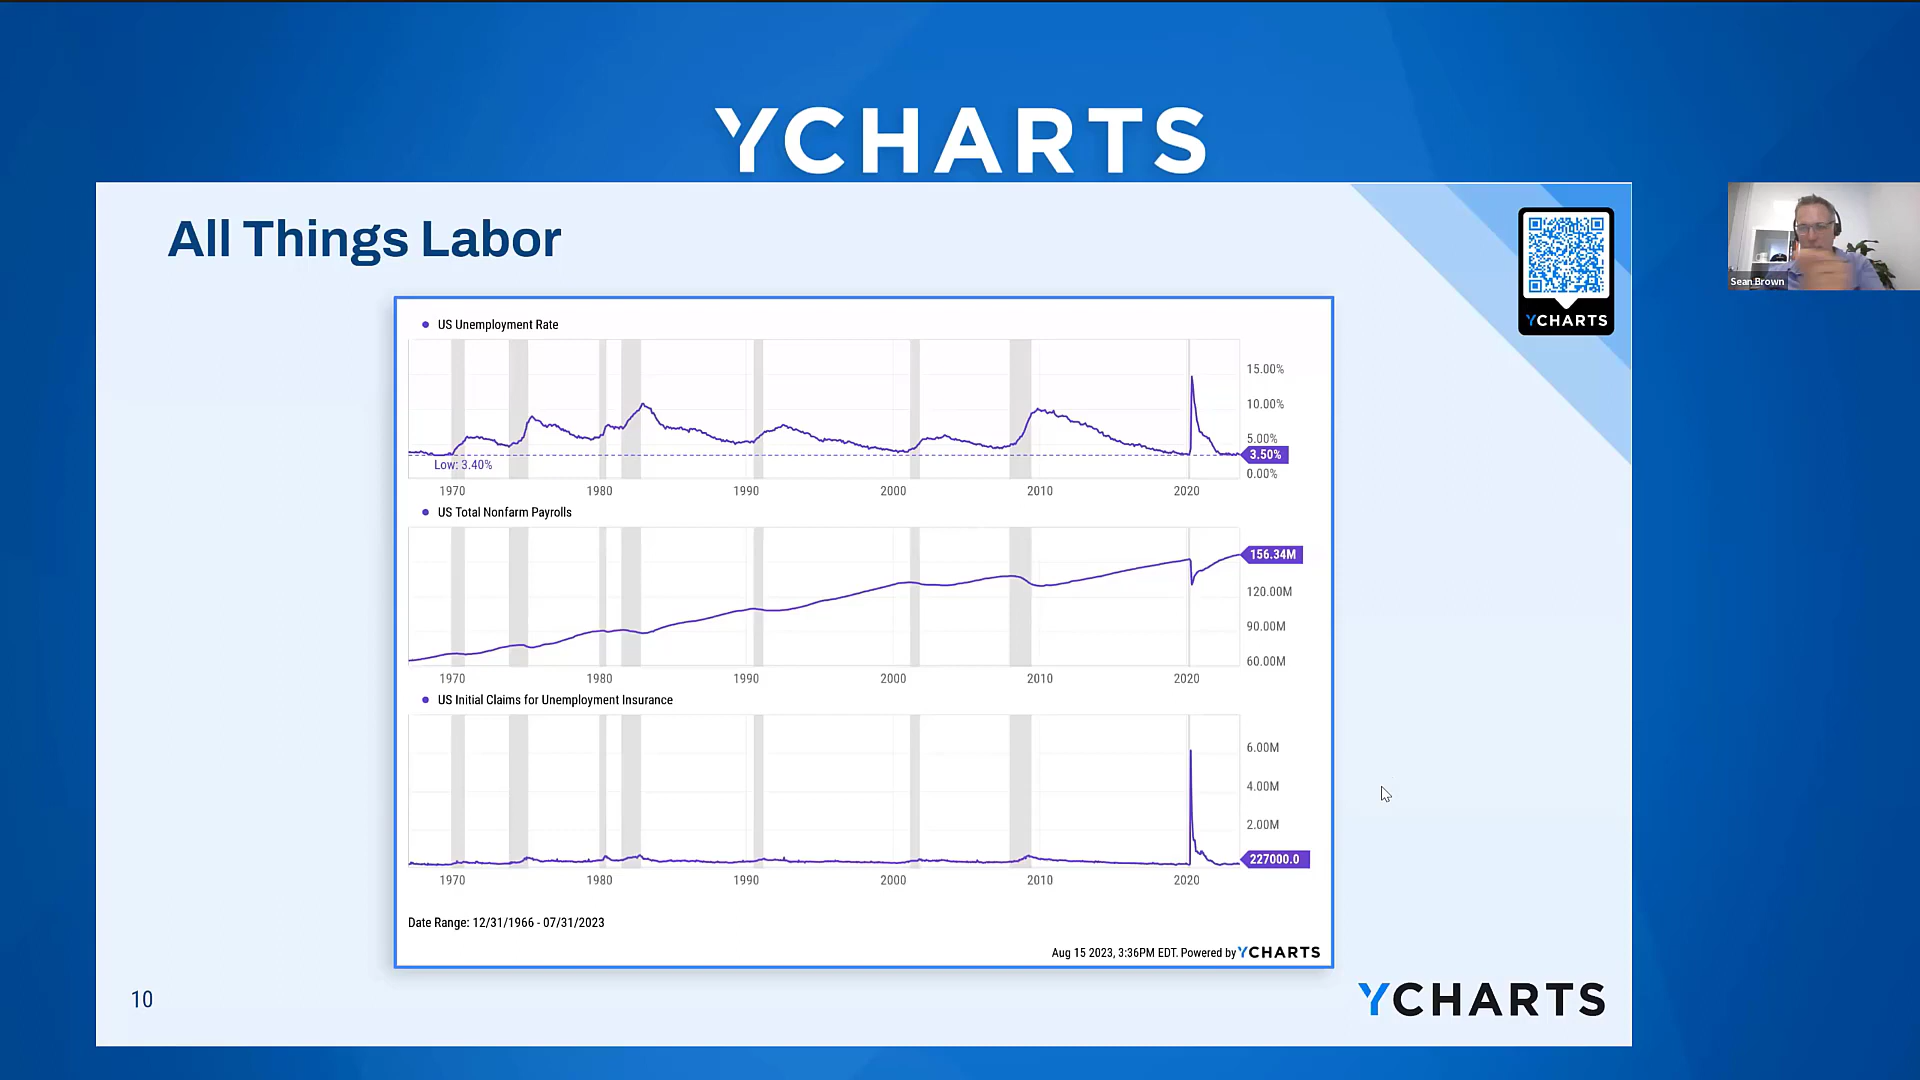 YCHARTS
All Things Labor
YCHARTS
Sean Brown
US Unemployment Rate
15.00%
10.00%
5.00%
3.50%
0.00%
Low: 3.40%
1970 1980 1990 2000 2010 2020
US Total Nonfarm Payrolls
156.34M
120.00M
90.00M
60.00M
1970 1980 1990 2000 2010 2020
US Initial Claims for Unemployment Insurance
6.00M
4.00M
2.00M
227000.0
1970 1980 1990 2000 2010 2020
Date Range: 12/31/1966 - 07/31/2023
Aug 15 2023, 3:36PM EDT. Powered by YCHARTS
10
YCHARTS